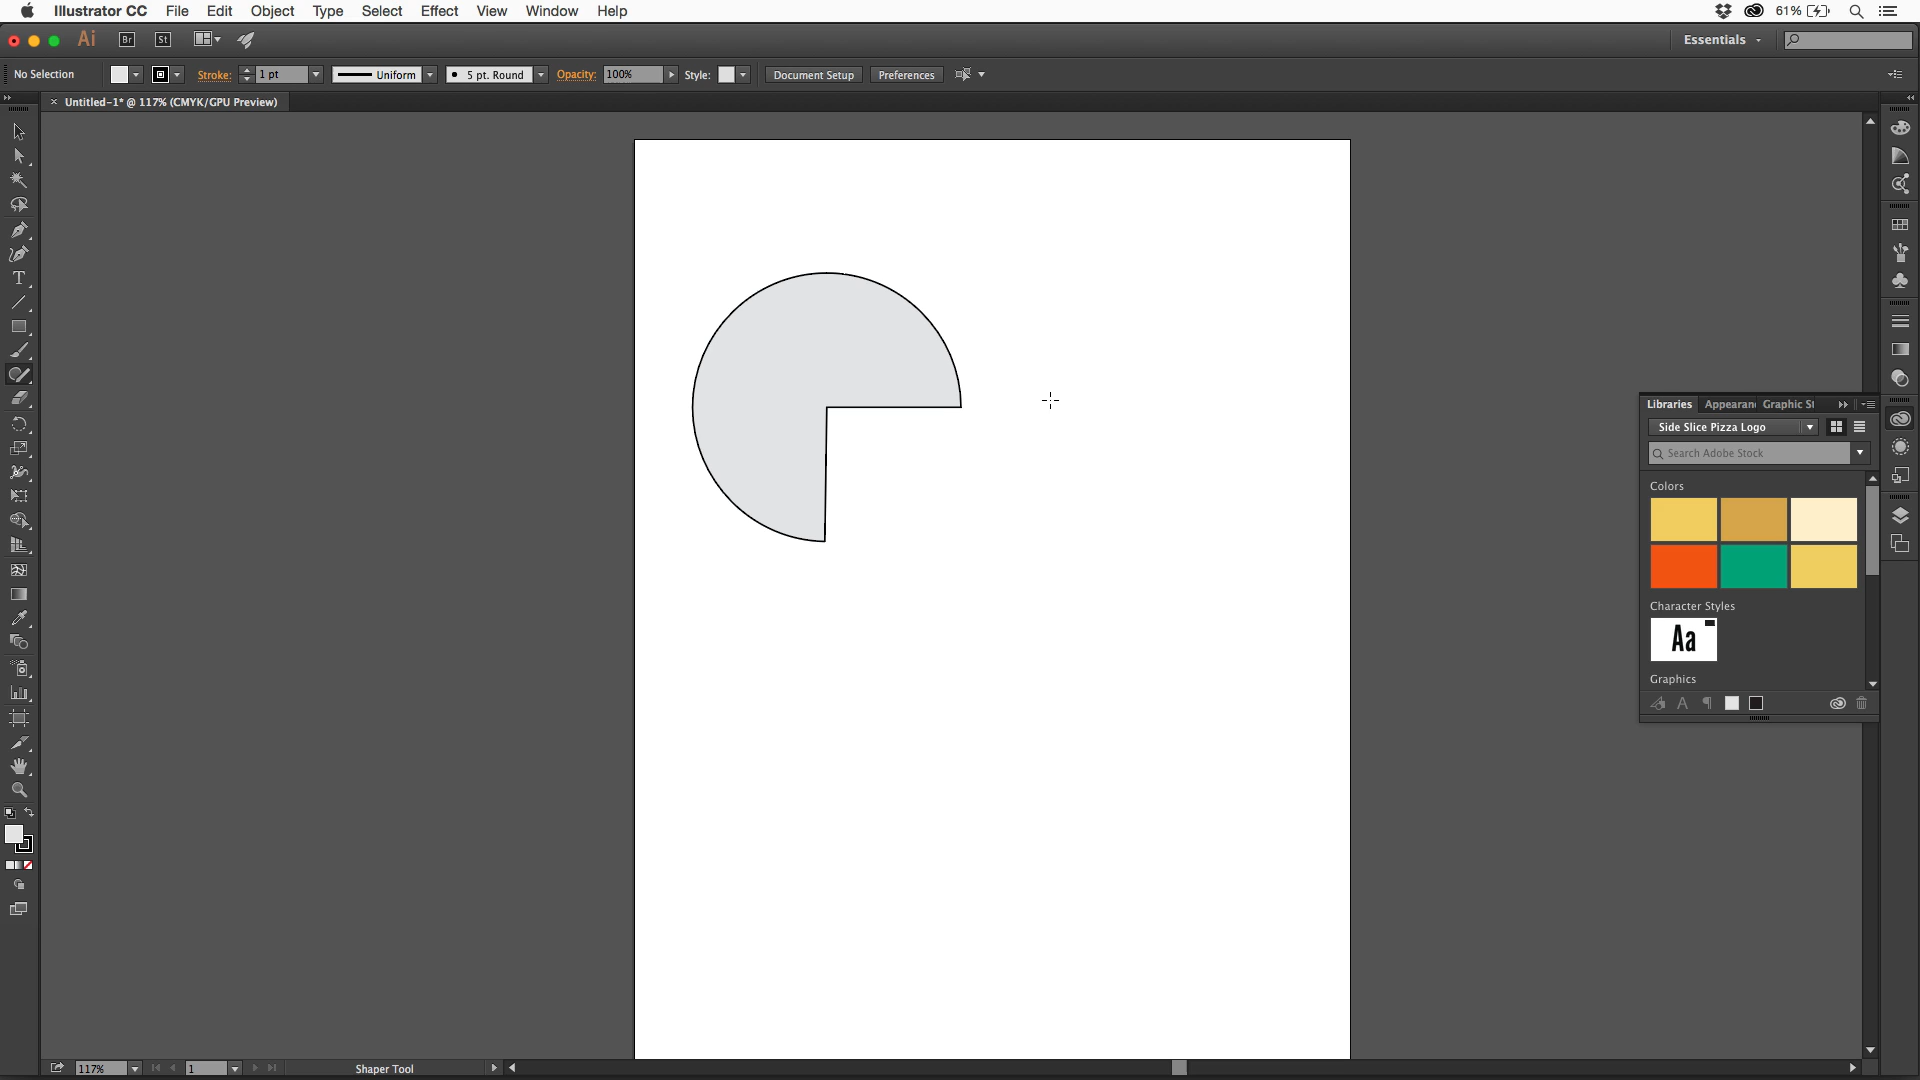 Illustrator CC File Edit Object Type Select Effect View Window Help 61%
Ai Br St Essentials
No Selection Stroke: 1 pt Uniform 5 pt. Round Opacity: 100% Style: Document Setup Preferences
× Untitled-1* @ 117% (CMYK/GPU Preview)
Libraries Appearan Graphic St
Side Slice Pizza Logo
Search Adobe Stock
Colors
Character Styles
Aa
Graphics
117% 1 Shaper Tool